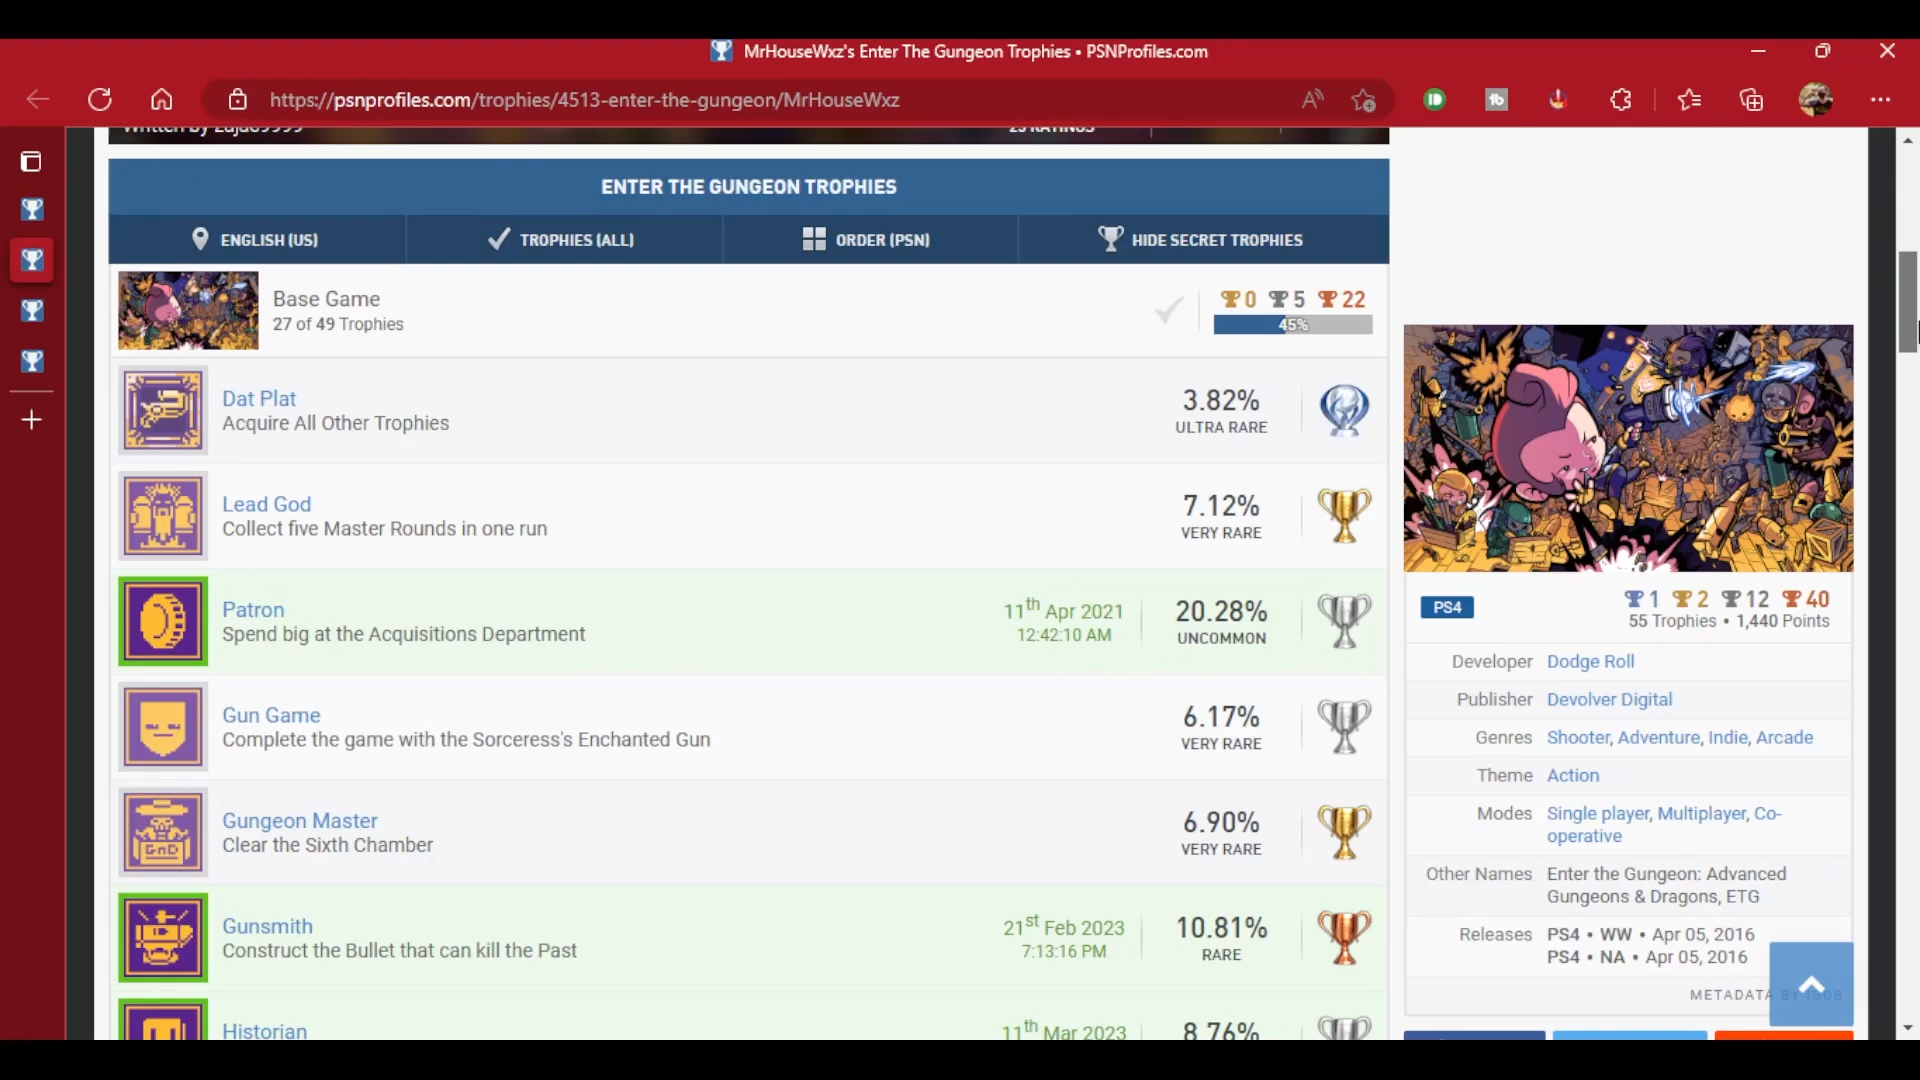 MrHouseWxz's Enter The Gungeon Trophies • PSNProfiles.com
https://psnprofiles.com/trophies/4513-enter-the-gungeon/MrHouseWxz
ENTER THE GUNGEON TROPHIES
ENGLISH (US)
TROPHIES (ALL)
ORDER (PSN)
HIDE SECRET TROPHIES
Base Game
27 of 49 Trophies
0 5 22
45%
Dat Plat
Acquire All Other Trophies
3.82%
ULTRA RARE
Lead God
Collect five Master Rounds in one run
7.12%
VERY RARE
Patron
Spend big at the Acquisitions Department
11th Apr 2021
12:42:10 AM
20.28%
UNCOMMON
Gun Game
Complete the game with the Sorceress's Enchanted Gun
6.17%
VERY RARE
Gungeon Master
Clear the Sixth Chamber
6.90%
VERY RARE
Gunsmith
Construct the Bullet that can kill the Past
21st Feb 2023
7:13:16 PM
10.81%
RARE
Historian
11th Mar 2023
8.76%
PS4
1 2 12 40
55 Trophies • 1,440 Points
Developer Dodge Roll
Publisher Devolver Digital
Genres Shooter, Adventure, Indie, Arcade
Theme Action
Modes Single player, Multiplayer, Co-
operative
Other Names Enter the Gungeon: Advanced
Gungeons & Dragons, ETG
Releases PS4 • WW • Apr 05, 2016
PS4 • NA • Apr 05, 2016
METADATA